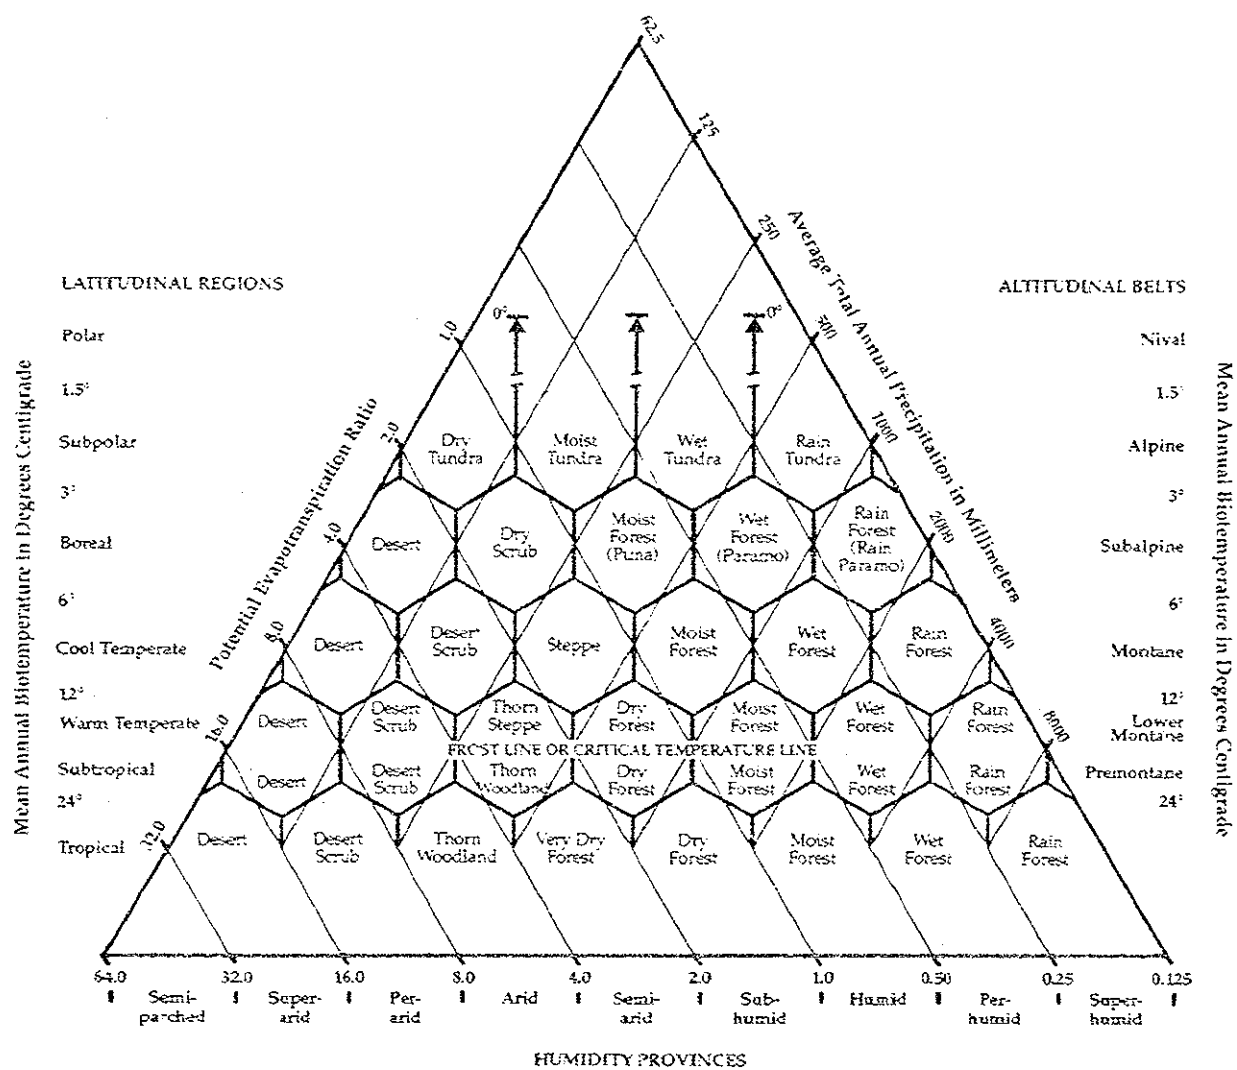 62.5
125
250
500
1000
2000
4000
8000
Average Total Annual Precipitation in Millimeters
LATITUDINAL REGIONS
Polar
1.5°
Subpolar
3°
Boreal
6°
Cool Temperate
12°
Warm Temperate
Subtropical
24°
Tropical
Mean Annual Biotemperature in Degrees Centigrade
ALTITUDINAL BELTS
Nival
1.5°
Alpine
3°
Subalpine
6°
Montane
12°
Lower
Montane
Premontane
24°
Mean Annual Biotemperature in Degrees Centigrade
Potential Evapotranspiration Ratio
1.0
2.0
4.0
8.0
16.0
32.0
0°
0°
Dry
Tundra
Moist
Tundra
Wet
Tundra
Rain
Tundra
Desert
Dry
Scrub
Moist
Forest
(Puna)
Wet
Forest
(Paramo)
Rain
Forest
(Rain
Paramo)
Desert
Desert
Scrub
Steppe
Moist
Forest
Wet
Forest
Rain
Forest
Desert
Desert
Scrub
Thorn
Steppe
Dry
Forest
Moist
Forest
Wet
Forest
Rain
Forest
FROST LINE OR CRITICAL TEMPERATURE LINE
Desert
Desert
Scrub
Thorn
Woodland
Dry
Forest
Moist
Forest
Wet
Forest
Rain
Forest
Desert
Desert
Scrub
Thorn
Woodland
Very Dry
Forest
Dry
Forest
Moist
Forest
Wet
Forest
Rain
Forest
64.0 32.0 16.0 8.0 4.0 2.0 1.0 0.50 0.25 0.125
Semi-
parched
Super-
arid
Per-
arid
Arid
Semi-
arid
Sub-
humid
Humid
Per-
humid
Super-
humid
HUMIDITY PROVINCES